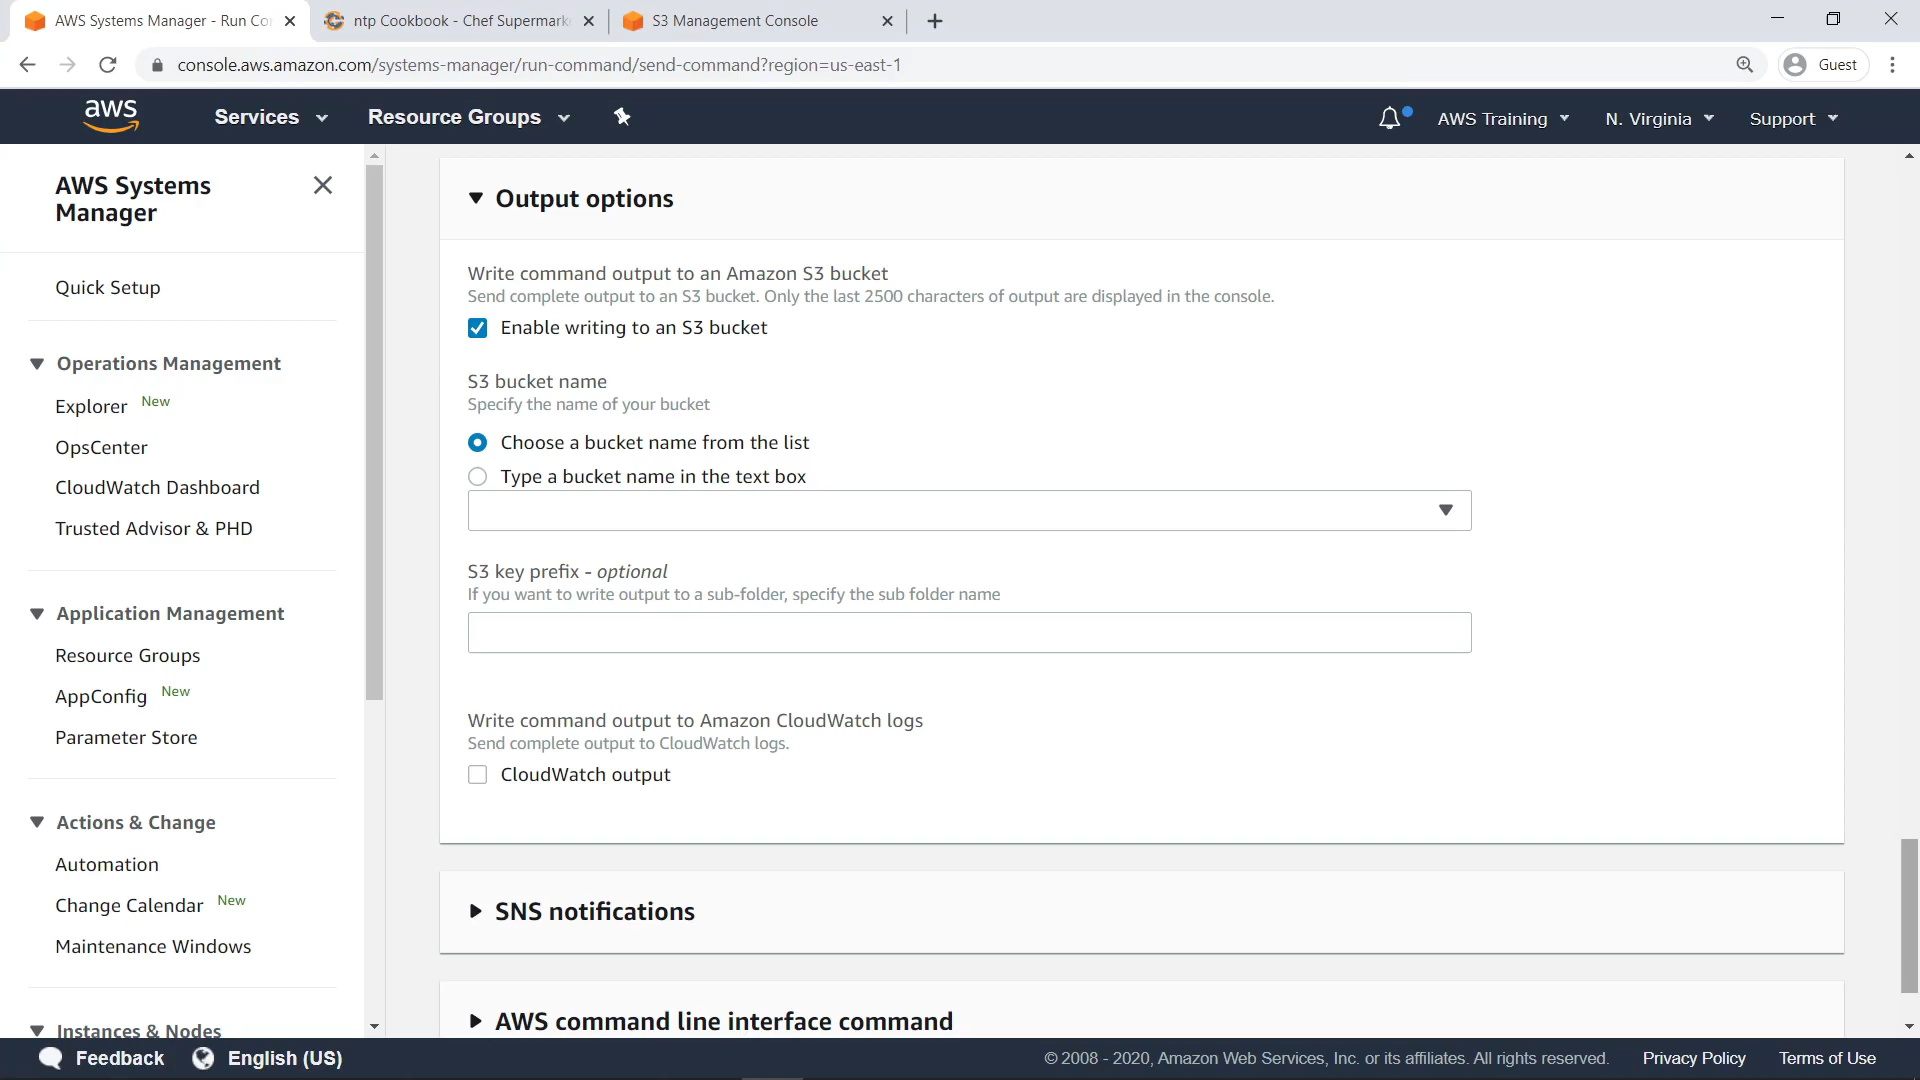 AWS Systems Manager - Run Co
ntp Cookbook - Chef Supermark
S3 Management Console
console.aws.amazon.com/systems-manager/run-command/send-command?region=us-east-1
Guest
aws
Services
Resource Groups
AWS Training
N. Virginia
Support
AWS Systems
Manager
Quick Setup
Operations Management
Explorer New
OpsCenter
CloudWatch Dashboard
Trusted Advisor & PHD
Application Management
Resource Groups
AppConfig New
Parameter Store
Actions & Change
Automation
Change Calendar New
Maintenance Windows
Instances & Nodes
Output options
Write command output to an Amazon S3 bucket
Send complete output to an S3 bucket. Only the last 2500 characters of output are displayed in the console.
Enable writing to an S3 bucket
S3 bucket name
Specify the name of your bucket
Choose a bucket name from the list
Type a bucket name in the text box
S3 key prefix - optional
If you want to write output to a sub-folder, specify the sub folder name
Write command output to Amazon CloudWatch logs
Send complete output to CloudWatch logs.
CloudWatch output
SNS notifications
AWS command line interface command
Feedback
English (US)
© 2008 - 2020, Amazon Web Services, Inc. or its affiliates. All rights reserved.
Privacy Policy
Terms of Use